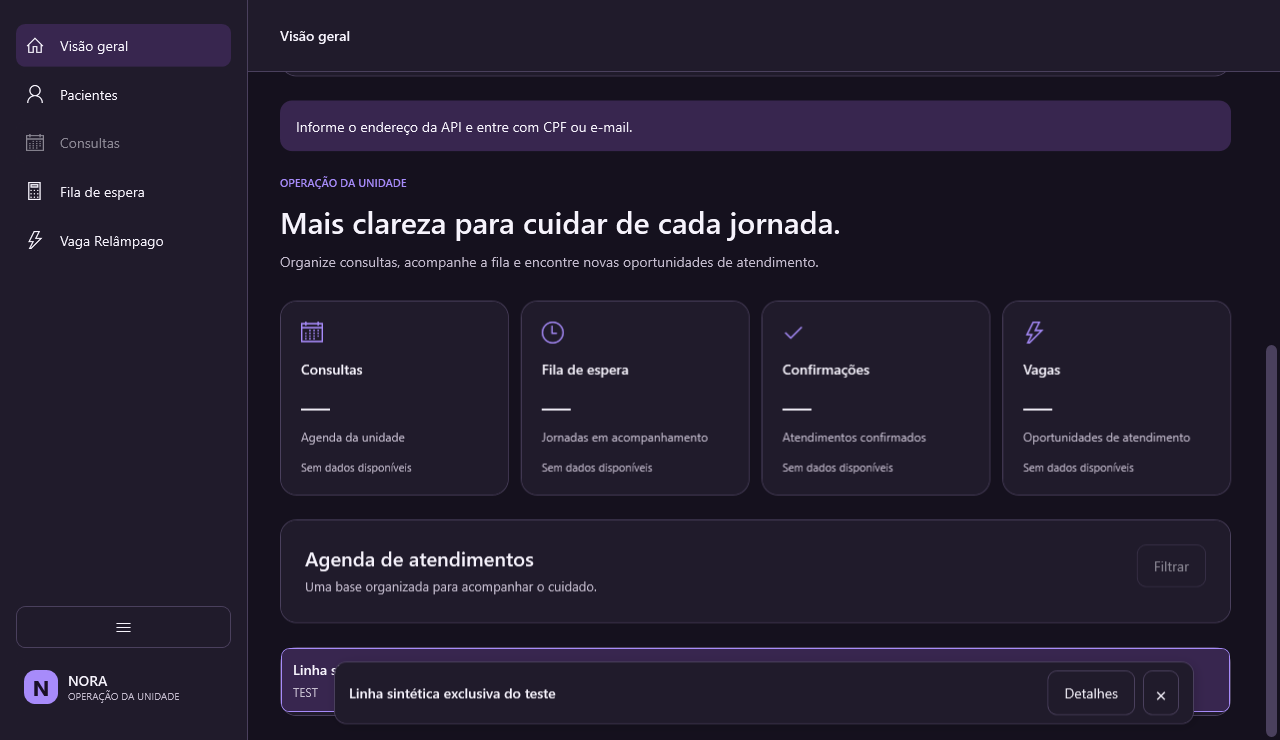 Visão geral
Pacientes
Consultas
Fila de espera
Vaga Relâmpago
N
NORA
OPERAÇÃO DA UNIDADE
Visão geral
Informe o endereço da API e entre com CPF ou e-mail.
OPERAÇÃO DA UNIDADE
Mais clareza para cuidar de cada jornada.
Organize consultas, acompanhe a fila e encontre novas oportunidades de atendimento.
Consultas
—
Agenda da unidade
Sem dados disponíveis
Fila de espera
—
Jornadas em acompanhamento
Sem dados disponíveis
Confirmações
—
Atendimentos confirmados
Sem dados disponíveis
Vagas
—
Oportunidades de atendimento
Sem dados disponíveis
Agenda de atendimentos
Uma base organizada para acompanhar o cuidado.
Filtrar
Linha
TEST
Linha sintética exclusiva do teste
Detalhes
×